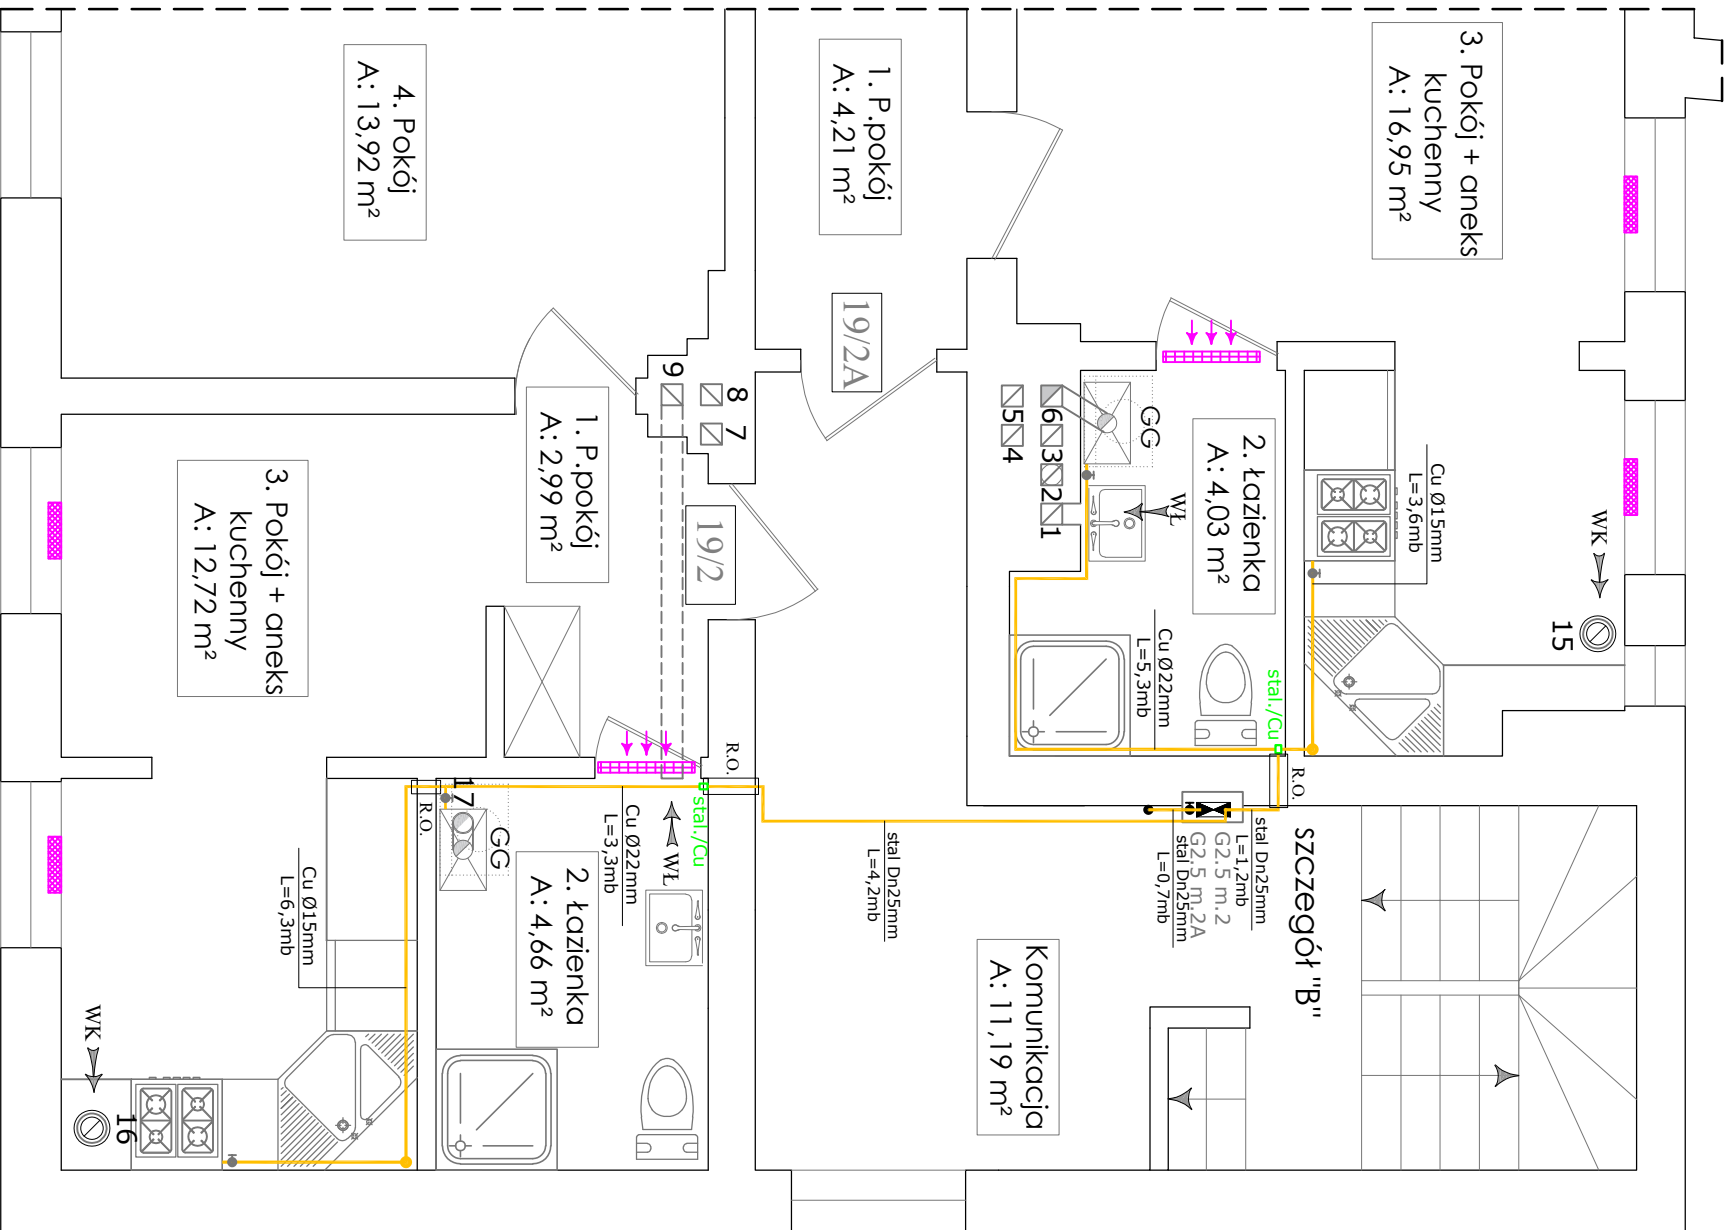 4. Pokój
A: 13,92 m²
1. P.pokój
A: 4,21 m²
3. Pokój + aneks
kuchenny
A: 16,95 m²
19/2A
9
8
7
1. P.pokój
A: 2,99 m²
19/2
3. Pokój + aneks
kuchenny
A: 12,72 m²
GG
6
3
2
1
5
4
2. Łazienka
A: 4,03 m²
WŁ
Cu Ø15mm
L=3,6mb
WK
15
Cu Ø22mm
L=5,3mb
stal./Cu
R.O.
R.O.
stal./Cu
17
R.O.
GG
Cu Ø22mm
L=3,3mb
WŁ
2. Łazienka
A: 4,66 m²
Cu Ø15mm
L=6,3mb
stal Dn25mm
L=4,2mb
stal Dn25mm
L=1,2mb
G2.5 m.2
G2.5 m.2A
stal Dn25mm
L=0,7mb
szczegół "B"
Komunikacja
A: 11,19 m²
WK
16